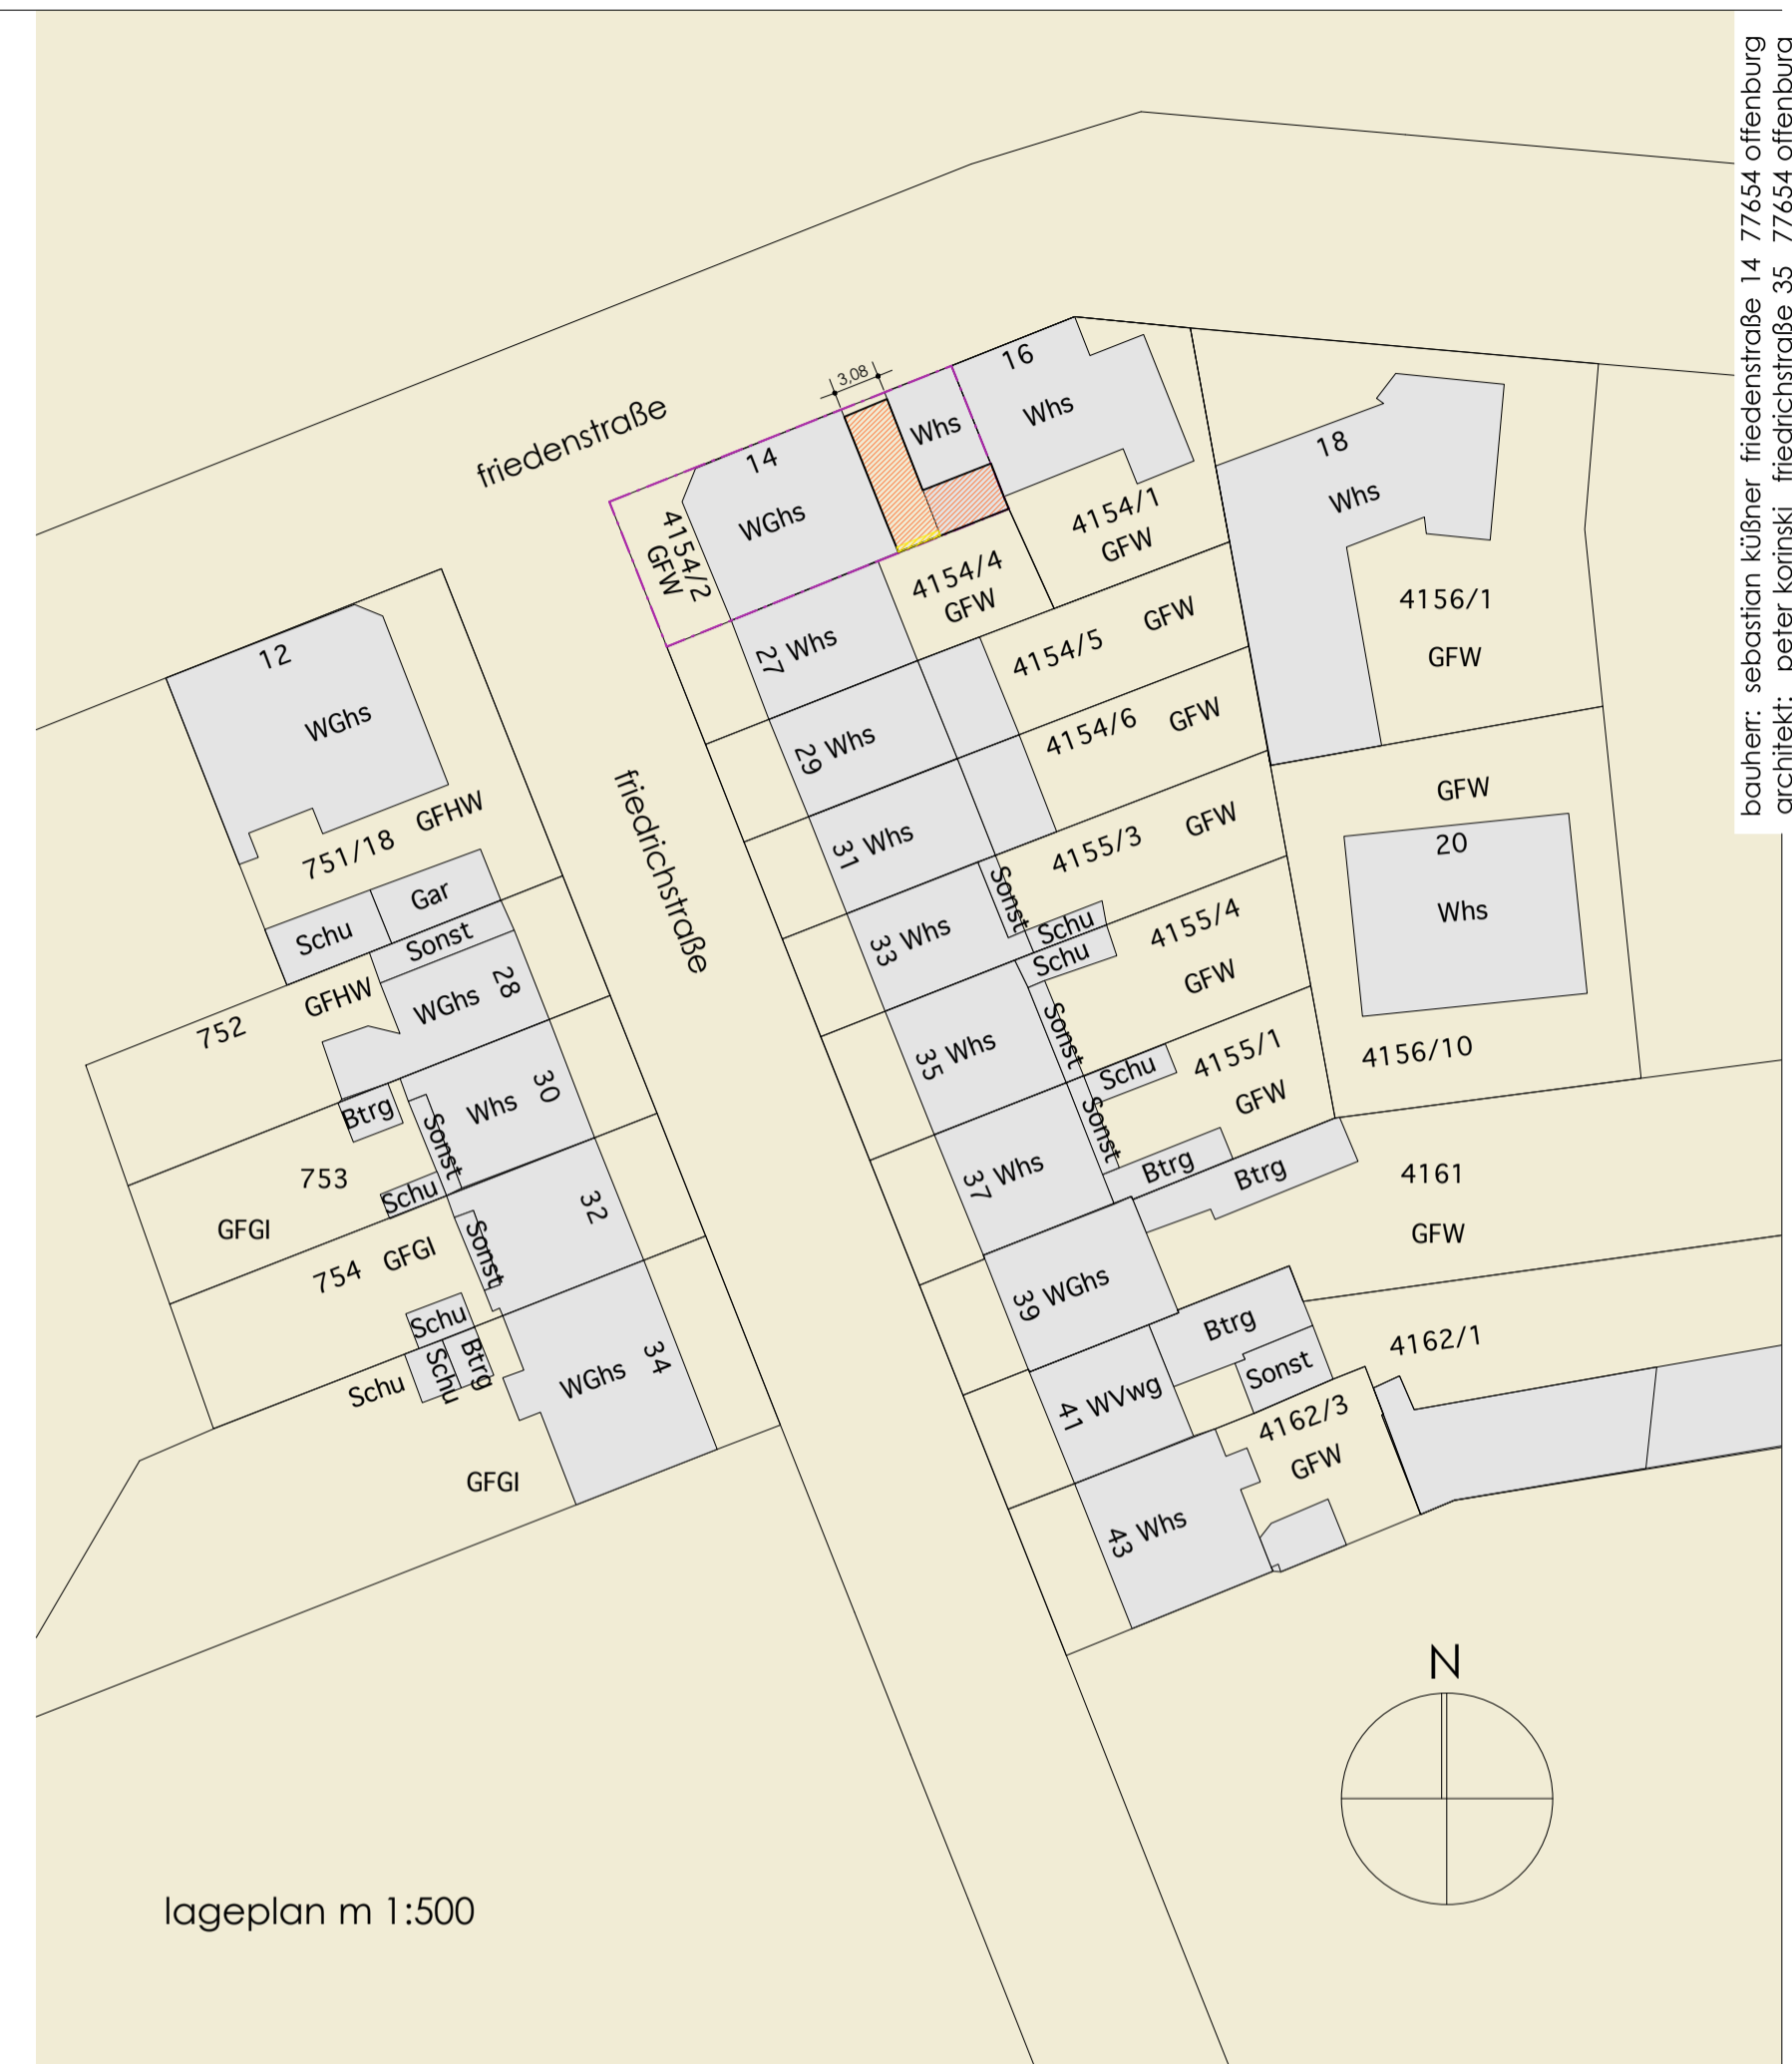 bauherr: sebastian küßner friedenstraße 14 77654 offenburg
architekt: peter korinski friedrichstraße 35 77654 offenburg
friedenstraße
3,08
16
Whs
Whs
14
WGhs
4154/2
GFW
4154/1
GFW
4154/4
GFW
18
Whs
4156/1
GFW
12
WGhs
751/18 GFHW
Schu
Gar
Sonst
friedrichstraße
27 Whs
4154/5 GFW
29 Whs
4154/6 GFW
31 Whs
4155/3 GFW
Sonst
Schu
Schu
33 Whs
4155/4
GFW
35 Whs
Sonst
Schu
4155/1
GFW
37 Whs
Sonst
Btrg
Btrg
GFW
20
Whs
4156/10
4161
GFW
39 WGhs
Btrg
Sonst
4162/1
41 WVwg
4162/3
GFW
43 Whs
752
GFHW
WGhs
28
Btrg
Sonst
Whs
30
753
GFGI
Schu
754 GFGI
Sonst
32
Schu
Schu
Schu
Btrg
WGhs
34
GFGI
N
lageplan m 1:500